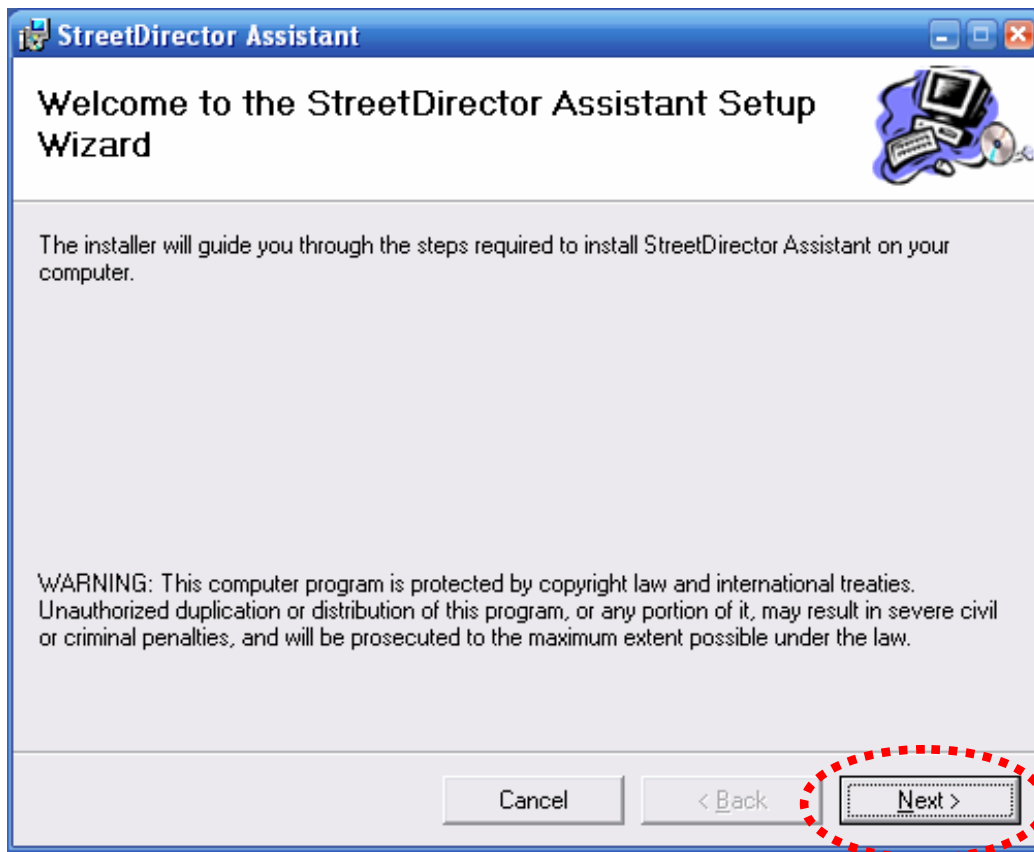 StreetDirector Assistant
Welcome to the StreetDirector Assistant Setup
Wizard
The installer will guide you through the steps required to install StreetDirector Assistant on your
computer.
WARNING: This computer program is protected by copyright law and international treaties.
Unauthorized duplication or distribution of this program, or any portion of it, may result in severe civil
or criminal penalties, and will be prosecuted to the maximum extent possible under the law.
Cancel
< Back
Next >